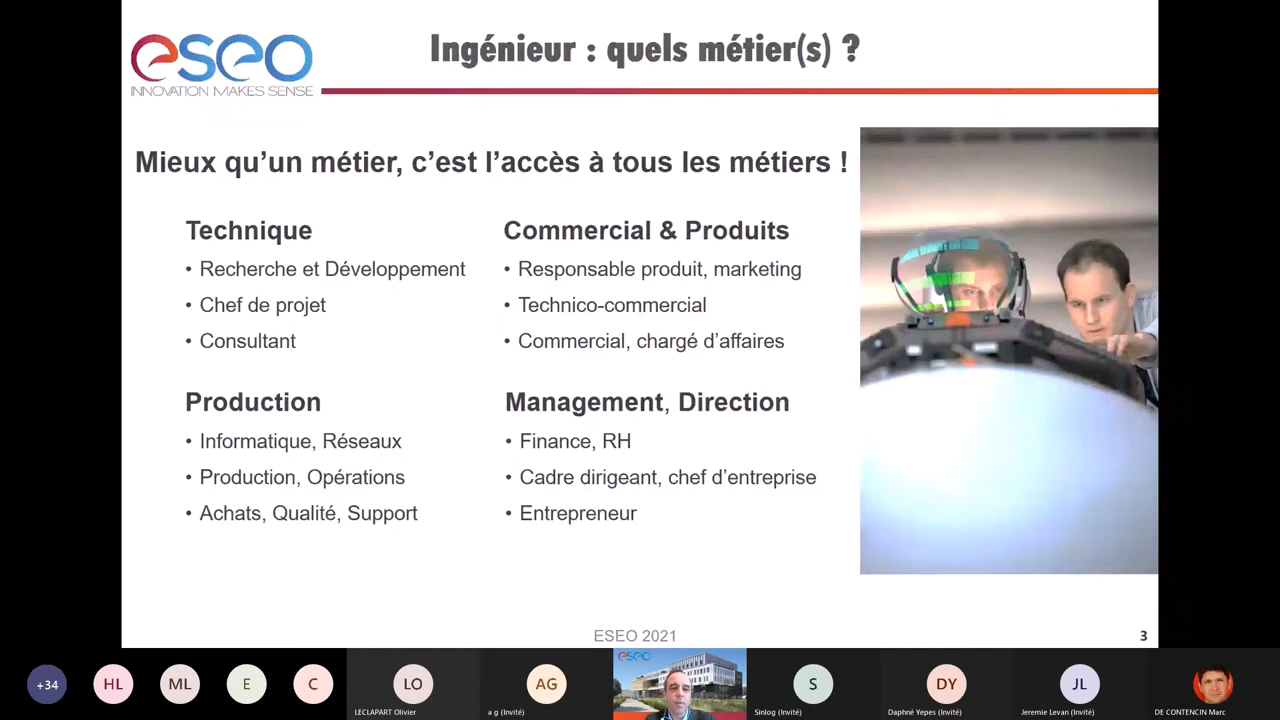 eseo
INNOVATION MAKES SENSE
Ingénieur : quels métier(s) ?
Mieux qu’un métier, c’est l’accès à tous les métiers !
Technique
• Recherche et Développement
• Chef de projet
• Consultant
Commercial & Produits
• Responsable produit, marketing
• Technico-commercial
• Commercial, chargé d’affaires
Production
• Informatique, Réseaux
• Production, Opérations
• Achats, Qualité, Support
Management, Direction
• Finance, RH
• Cadre dirigeant, chef d’entreprise
• Entrepreneur
ESEO 2021
3
+34
HL
ML
E
C
LO
LECLAPART Olivier
AG
a g (Invité)
eseo
S
Sinlog (Invité)
DY
Daphné Yepes (Invité)
JL
Jeremie Levan (Invité)
DE CONTENCIN Marc